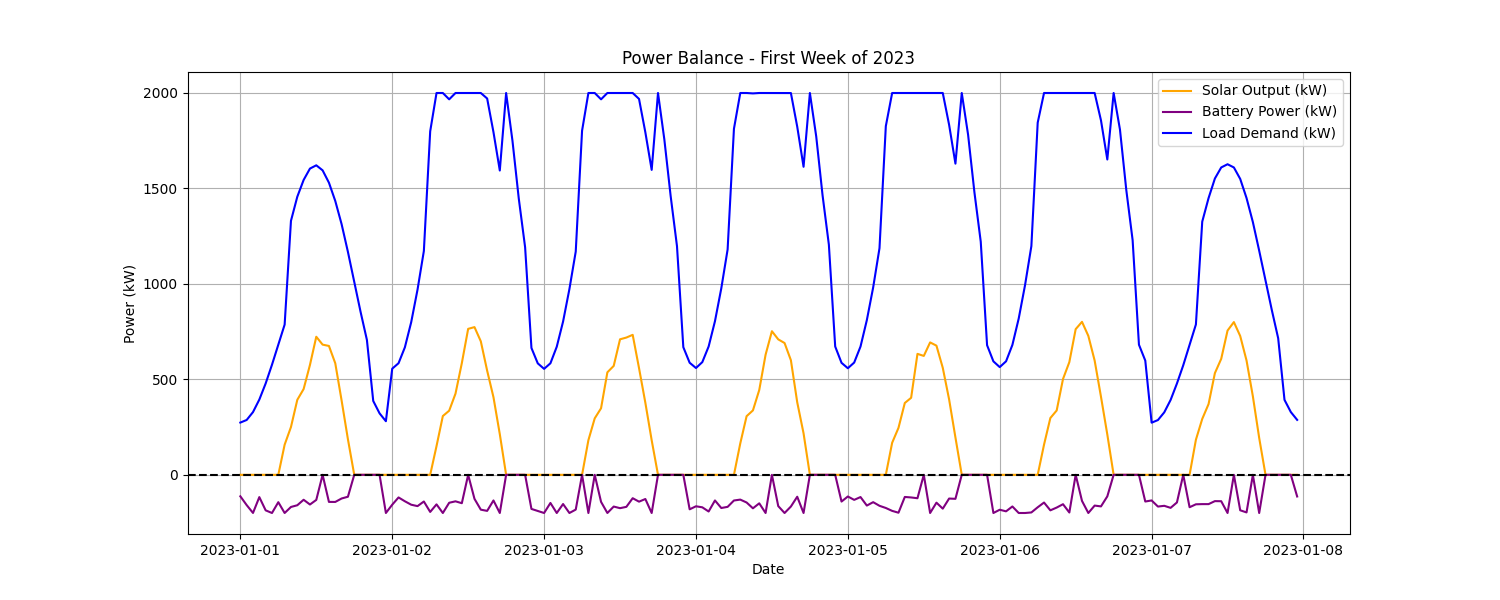 Power Balance - First Week of 2023
Solar Output (kW)
Battery Power (kW)
Load Demand (kW)
Power (kW)
2000
1500
1000
500
0
2023-01-01
2023-01-02
2023-01-03
2023-01-04
2023-01-05
2023-01-06
2023-01-07
2023-01-08
Date